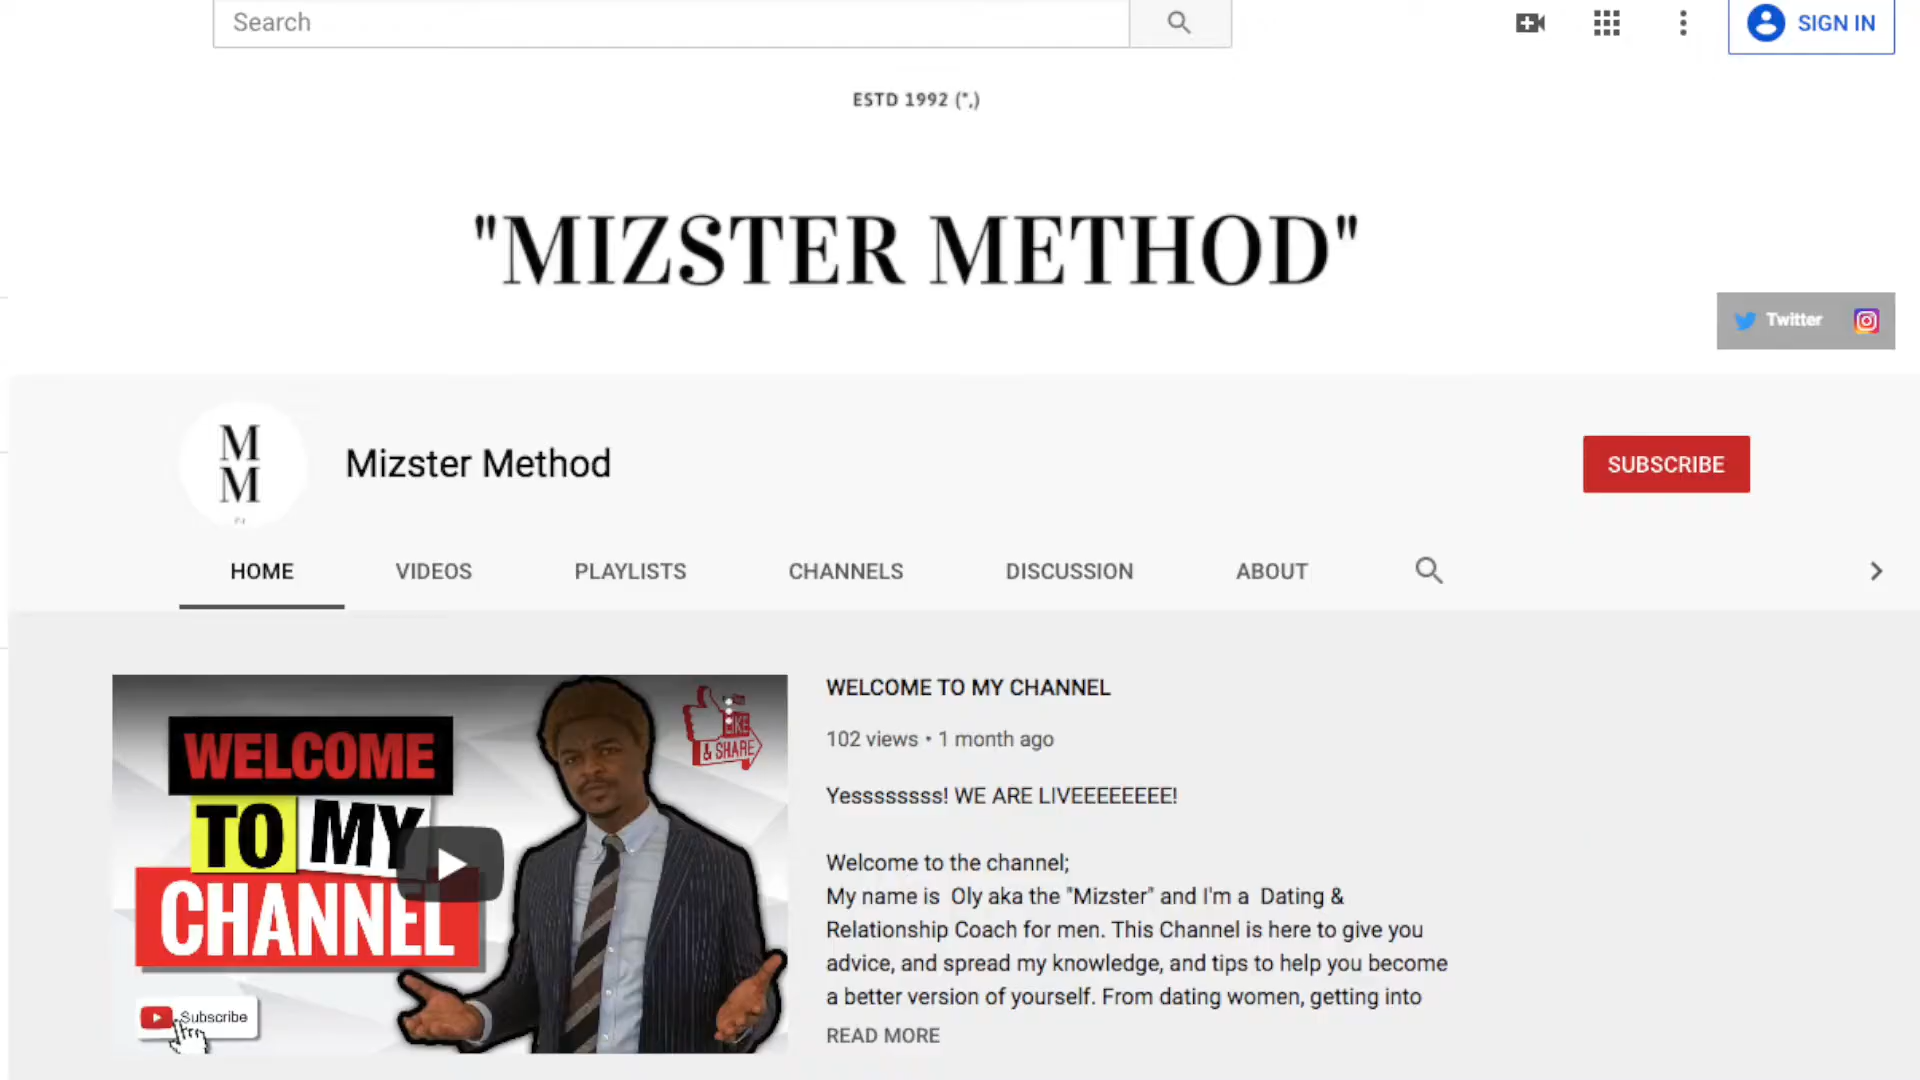 Search
SIGN IN
ESTD 1992 (",)
"MIZSTER METHOD"
Twitter
M
M
Mizster Method
SUBSCRIBE
HOME VIDEOS PLAYLISTS CHANNELS DISCUSSION ABOUT
WELCOME
TO MY
CHANNEL
LIKE
& SHARE
Subscribe
WELCOME TO MY CHANNEL
102 views • 1 month ago
Yesssssssss! WE ARE LIVEEEEEEEE!
Welcome to the channel;
My name is Oly aka the "Mizster" and I'm a Dating &
Relationship Coach for men. This Channel is here to give you
advice, and spread my knowledge, and tips to help you become
a better version of yourself. From dating women, getting into
READ MORE